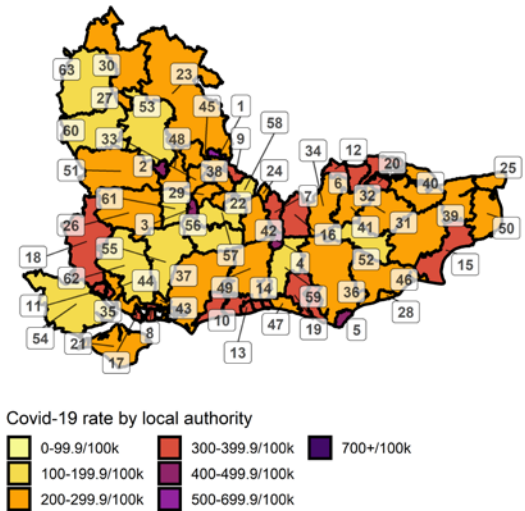 63 30 23
27 53 45 1
60 33 48 9 58
51 2 38 24 34 12 20
61 29 22 7 6 32 40 25
26 3 56 42 16 41 31 39 50
18 55 57 4 52 15
62 44 37 49 14 59 36 46
11 35 43 28
54 21 8 10 47 19 5
17 13
Covid-19 rate by local authority
0-99.9/100k 300-399.9/100k 700+/100k
100-199.9/100k 400-499.9/100k
200-299.9/100k 500-699.9/100k